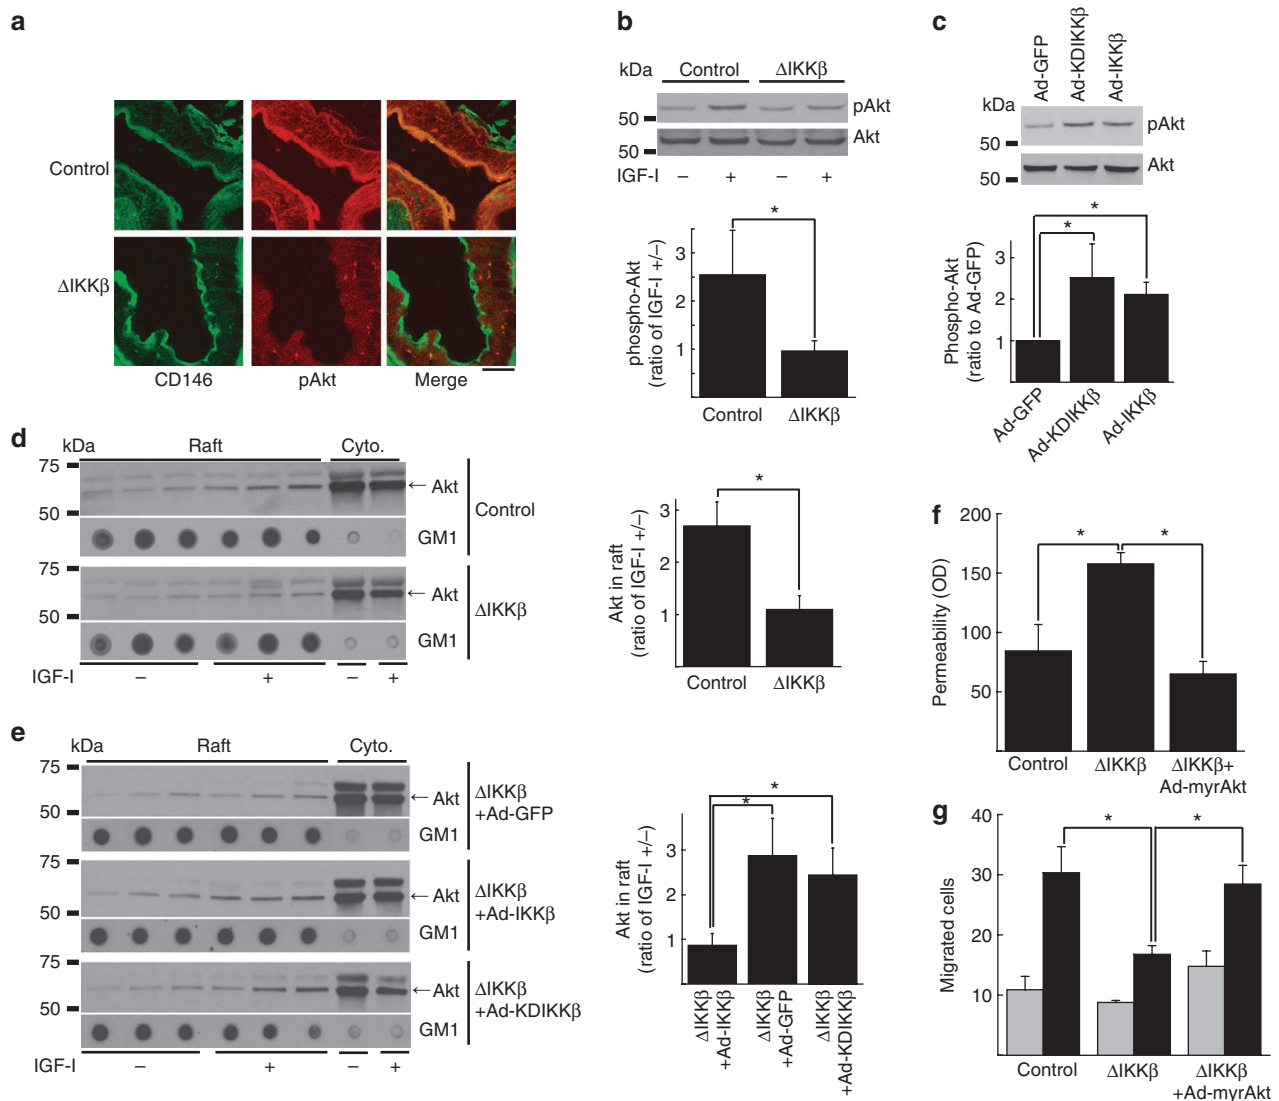 a
Control
ΔIKKβ
CD146
pAkt
Merge
b
kDa
Control
ΔIKKβ
50
pAkt
50
Akt
IGF-I
– + – +
phospho-Akt
(ratio of IGF-I +/–)
3
2
1
*
Control
ΔIKKβ
c
Ad-GFP
Ad-KDIKKβ
Ad-IKKβ
kDa
50
pAkt
50
Akt
Phospho-Akt
(ratio to Ad-GFP)
3
2
1
*
*
Ad-GFP
Ad-KDIKKβ
Ad-IKKβ
d
kDa
Raft
Cyto.
75
50
← Akt
GM1
Control
75
50
← Akt
GM1
ΔIKKβ
IGF-I
– + – +
Akt in raft
(ratio of IGF-I +/–)
3
2
1
*
Control
ΔIKKβ
e
kDa
Raft
Cyto.
75
50
← Akt
GM1
ΔIKKβ
+Ad-GFP
75
50
← Akt
GM1
ΔIKKβ
+Ad-IKKβ
75
50
← Akt
GM1
ΔIKKβ
+Ad-KDIKKβ
IGF-I
– + – +
Akt in raft
(ratio of IGF-I +/–)
3
2
1
*
*
ΔIKKβ
+Ad-IKKβ
ΔIKKβ
+Ad-GFP
ΔIKKβ
+Ad-KDIKKβ
f
Permeability (OD)
200
150
100
50
*
*
Control
ΔIKKβ
ΔIKKβ+
Ad-myrAkt
g
Migrated cells
40
30
20
10
*
*
Control
ΔIKKβ
ΔIKKβ
+Ad-myrAkt